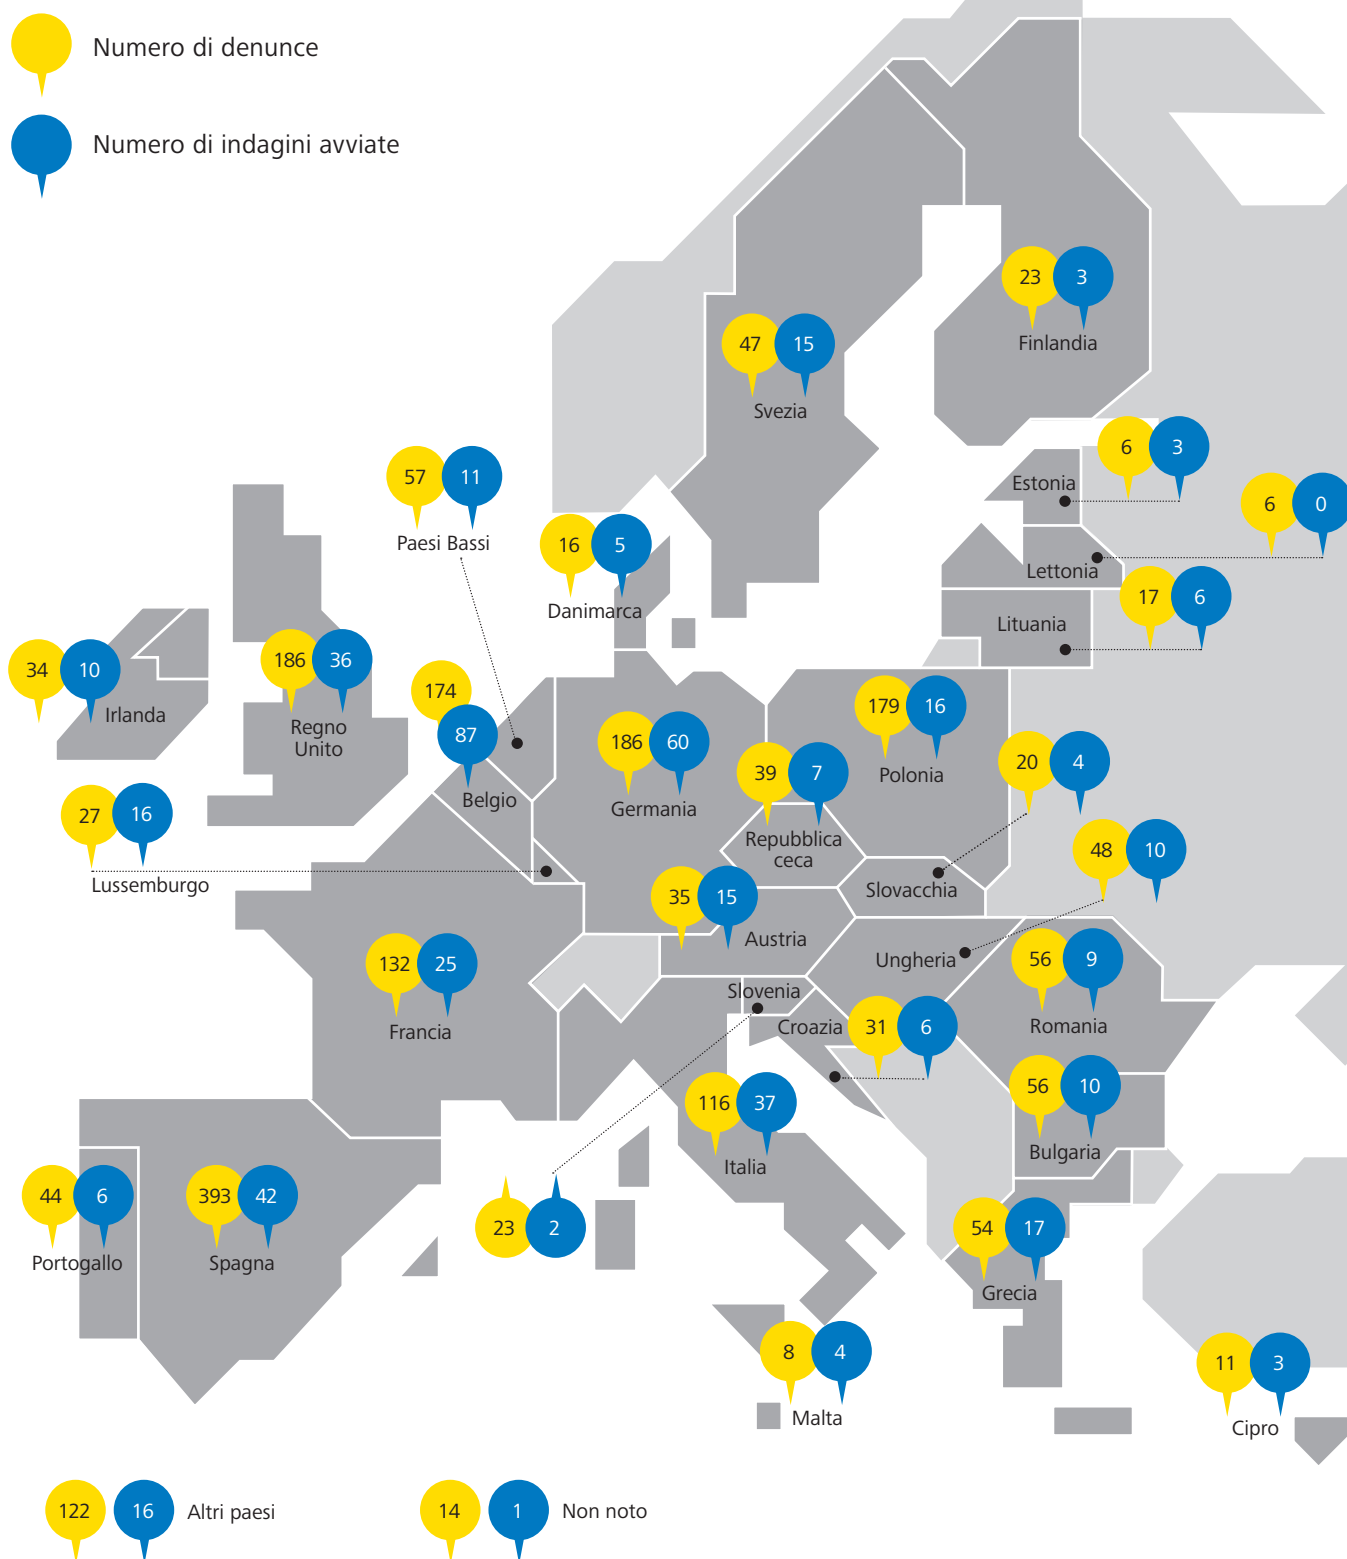 Numero di denunce
Numero di indagini avviate
23 3
Finlandia
47 15
Svezia
6 3
Estonia
6 0
Lettonia
17 6
Lituania
57 11
Paesi Bassi
16 5
Danimarca
34 10
Irlanda
186 36
Regno
Unito
174
87
Belgio
186 60
Germania
179 16
Polonia
39 7
Repubblica
ceca
20 4
Slovacchia
27 16
Lussemburgo
48 10
Ungheria
35 15
Austria
132 25
Francia
56 9
Romania
Slovenia
23 2
Croazia
31 6
116 37
Italia
56 10
Bulgaria
44 6
Portogallo
393 42
Spagna
54 17
Grecia
8 4
Malta
11 3
Cipro
122 16 Altri paesi
14 1 Non noto